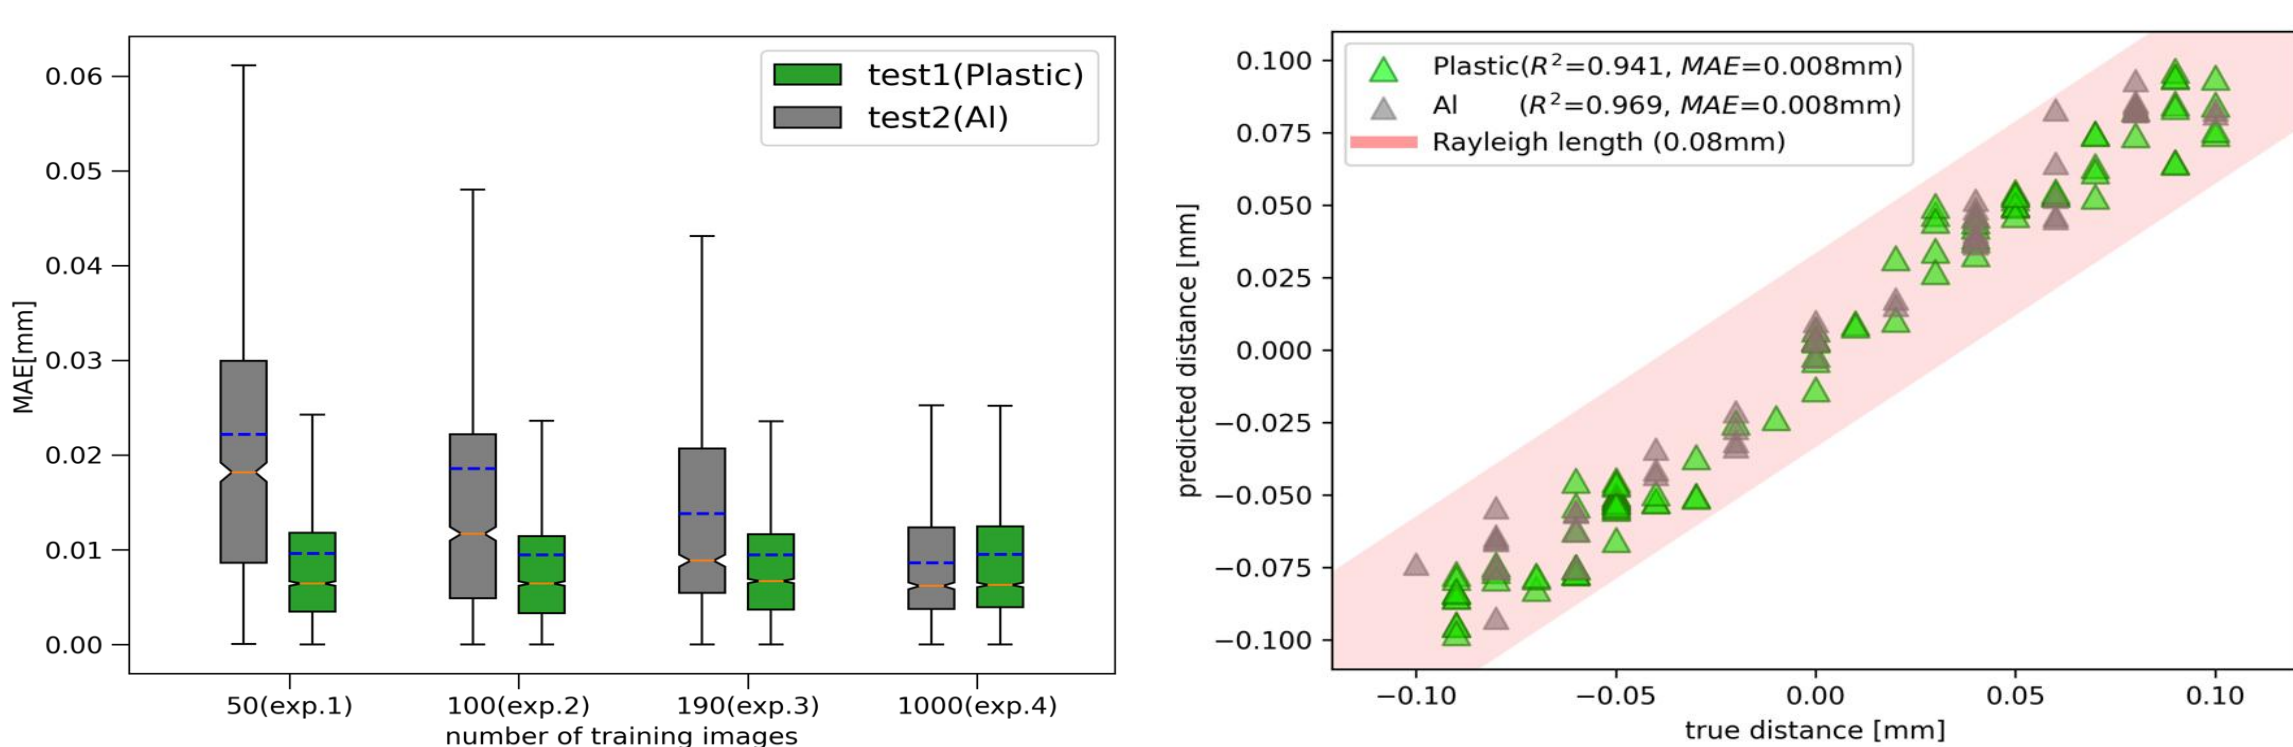 test1(Plastic)
test2(Al)
0.06
0.05
0.04
0.03
0.02
0.01
0.00
MAE[mm]
50(exp.1) 100(exp.2) 190(exp.3) 1000(exp.4)
number of training images
Plastic(R²=0.941, MAE=0.008mm)
Al (R²=0.969, MAE=0.008mm)
Rayleigh length (0.08mm)
0.100
0.075
0.050
0.025
0.000
−0.025
−0.050
−0.075
−0.100
predicted distance [mm]
−0.10 −0.05 0.00 0.05 0.10
true distance [mm]